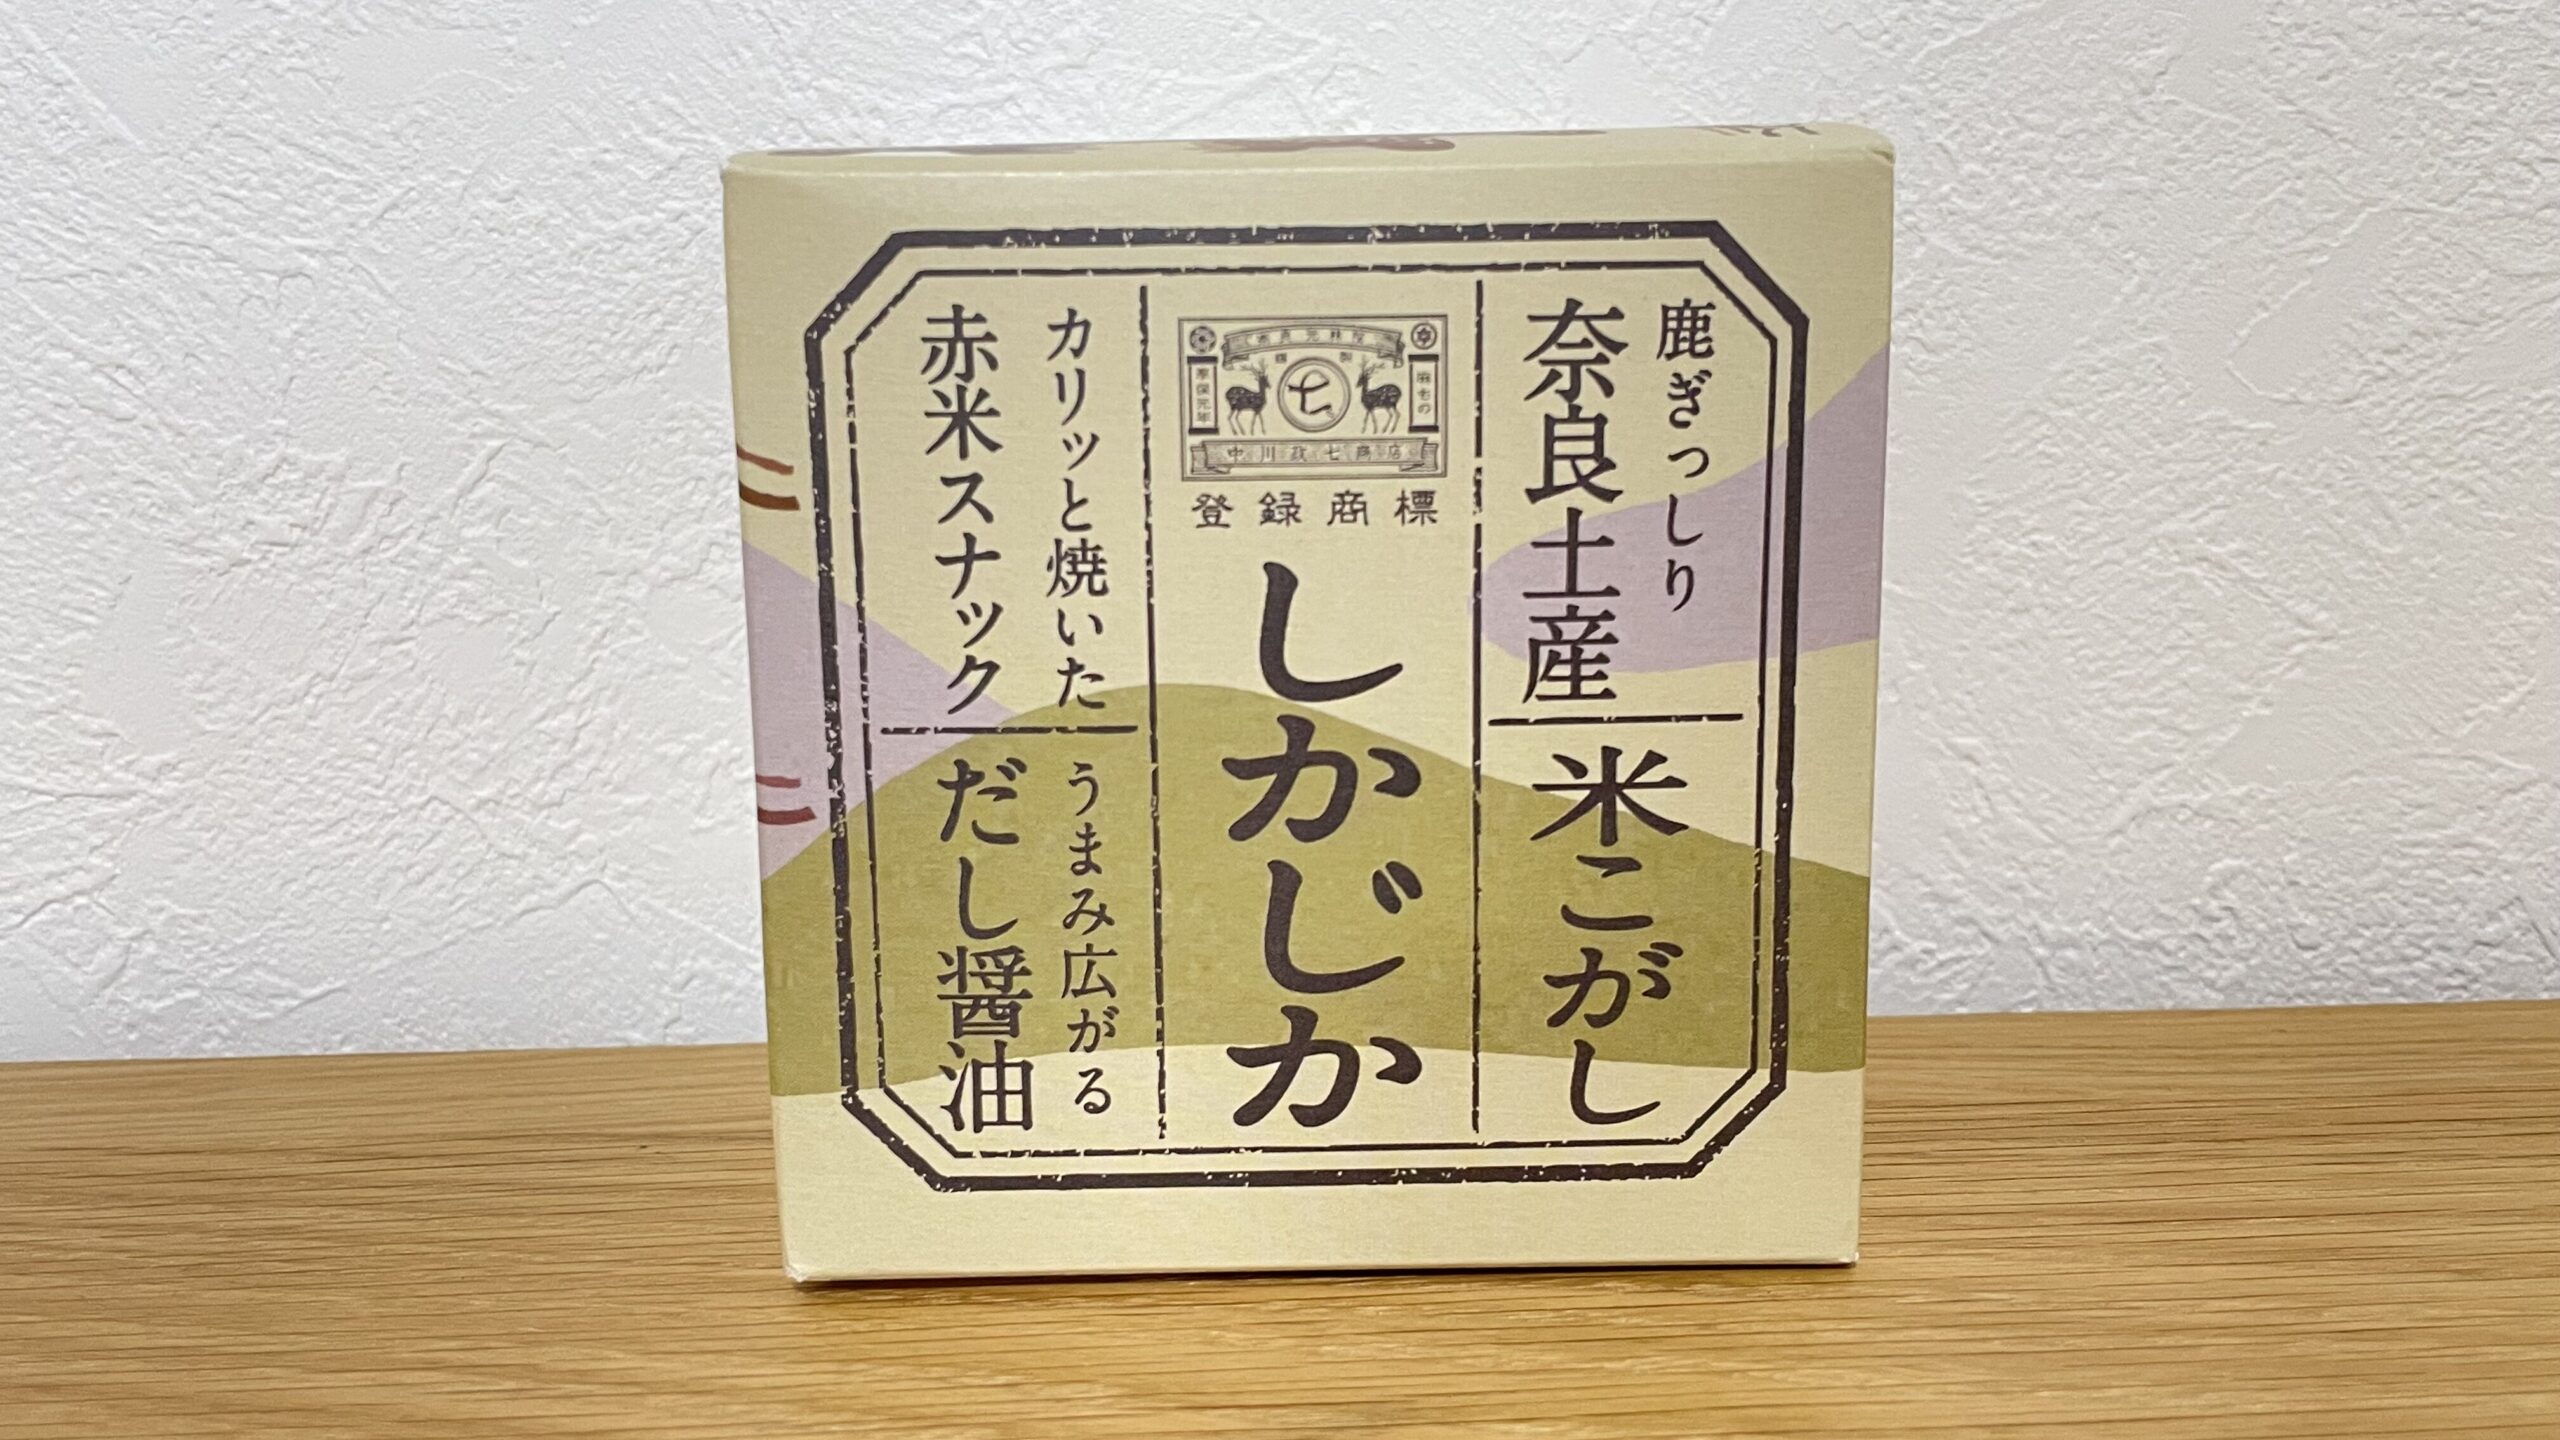 鹿ぎっしり
奈良土産
米こがし
中川政七商店
登録商標
しかじか
カリッと焼いた
赤米スナック
うまみ広がる
だし醤油